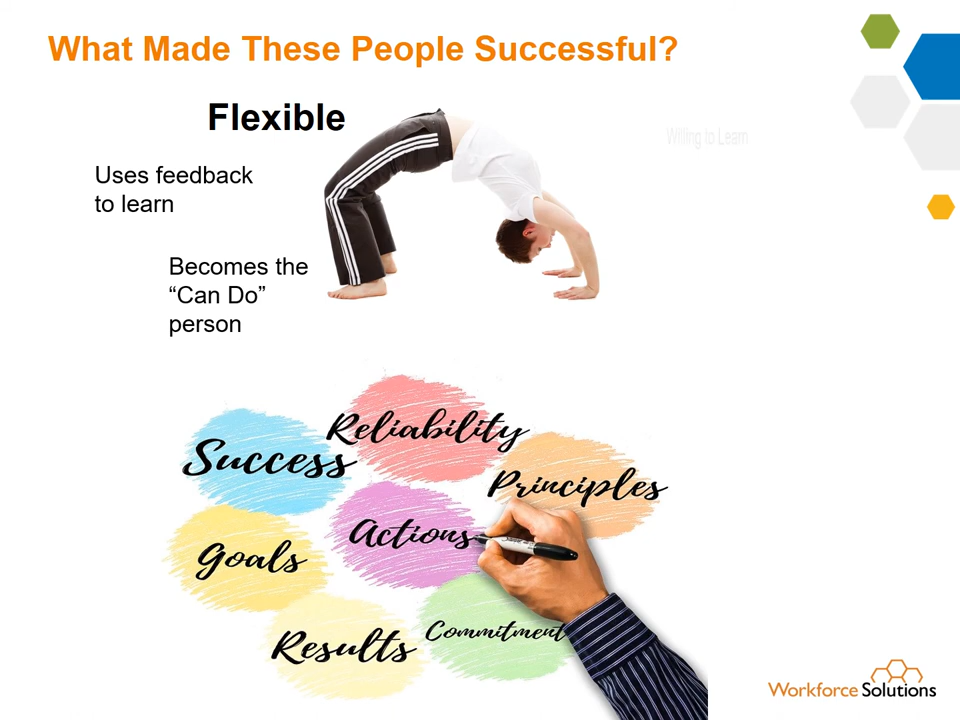 What Made These People Successful?
Flexible
Willing to Learn
Uses feedback
to learn
Becomes the
“Can Do”
person
Reliability
Success
Principles
Actions
Goals
Commitment
Results
Workforce Solutions